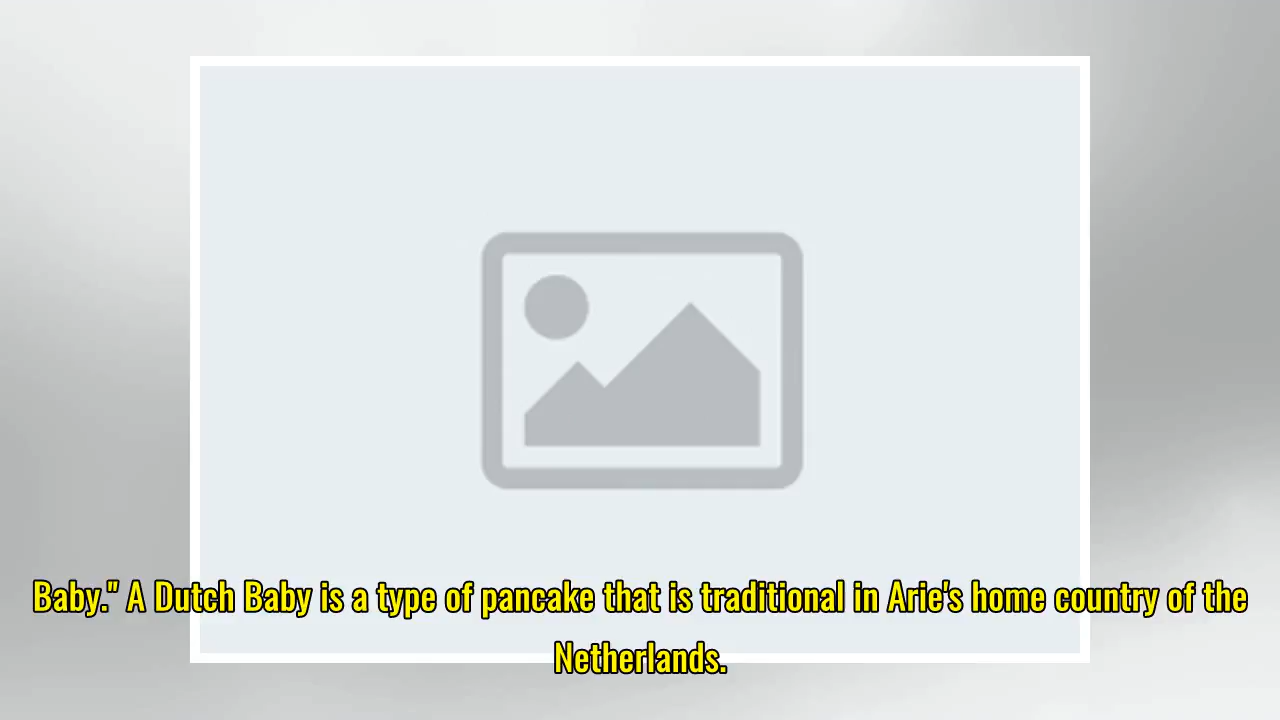 Baby." A Dutch Baby is a type of pancake that is traditional in Arie's home country of the
Netherlands.